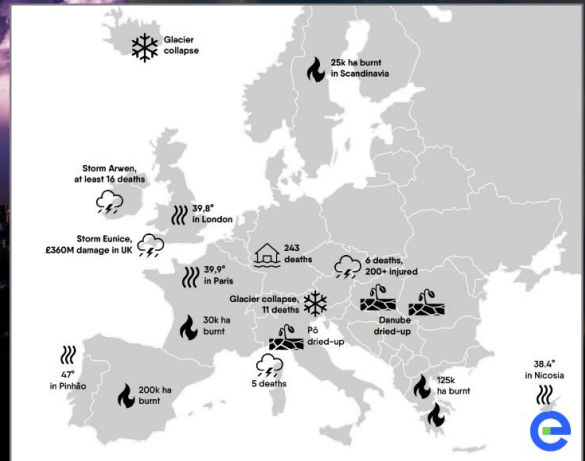 Glacier
collapse
25k ha burnt
in Scandinavia
Storm Arwen,
at least 16 deaths
39,8°
in London
Storm Eunice,
£360M damage in UK
243
deaths
6 deaths,
200+ injured
39,9°
in Paris
Glacier collapse,
11 deaths
30k ha
burnt
Pô
dried-up
Danube
dried-up
5 deaths
47°
in Pinhão
200k ha
burnt
125k
ha burnt
38.4°
in Nicosia